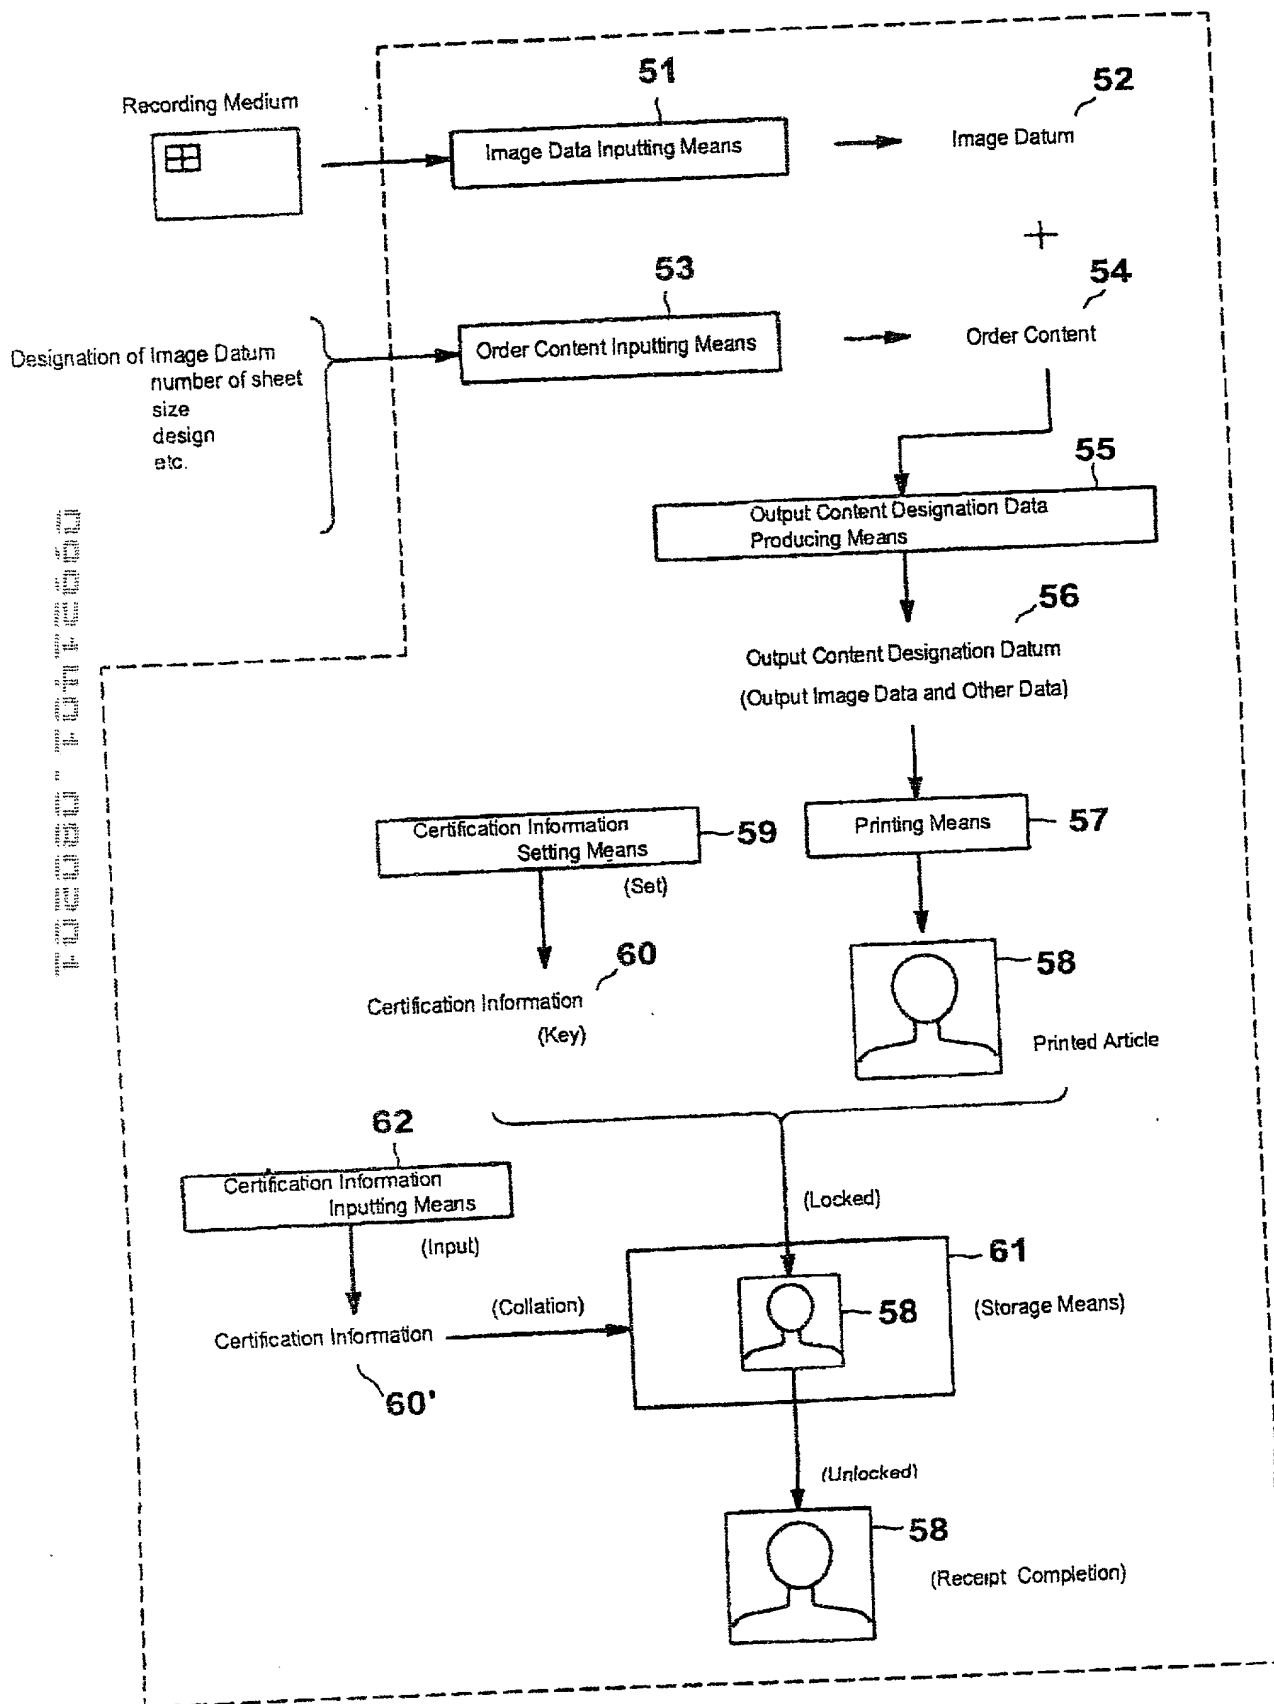 51
52
Recording Medium
Image Data Inputting Means
Image Datum
+
53
54
Order Content Inputting Means
Order Content
Designation of Image Datum
number of sheet
size
design
etc.
55
Output Content Designation Data
Producing Means
56
Output Content Designation Datum
(Output Image Data and Other Data)
Certification Information
Setting Means
59
Printing Means
57
(Set)
60
58
Certification Information
(Key)
Printed Article
62
Certification Information
Inputting Means
(Locked)
(Input)
61
(Collation)
58
(Storage Means)
Certification Information
60'
(Unlocked)
58
(Receipt Completion)